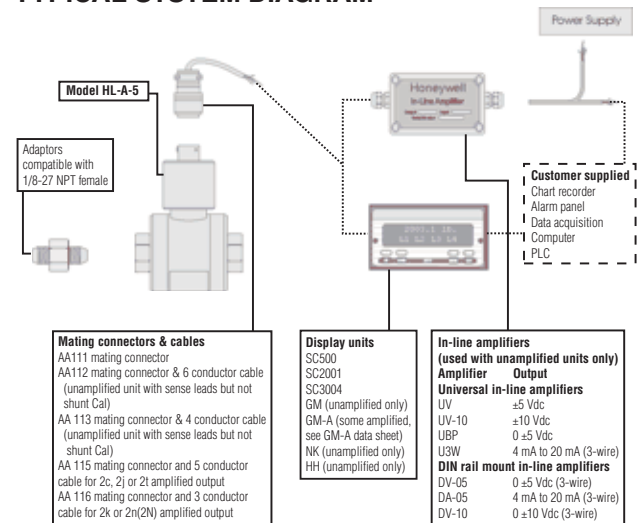 TYPICAL SYSTEM DIAGRAM
Power Supply
Model HL-A-5
Honeywell
In-Line Amplifier
Adaptors
compatible with
1/8-27 NPT female
Customer supplied
Chart recorder
Alarm panel
Data acquisition
Computer
PLC
L1 L2 L3 L4
Mating connectors & cables
AA111 mating connector
AA112 mating connector & 6 conductor cable
(unamplified unit with sense leads but not
shunt Cal)
AA 113 mating connector & 4 conductor cable
(unamplified unit with sense leads but not
shunt Cal)
AA 115 mating connector and 5 conductor
cable for 2c, 2j or 2t amplified output
AA 116 mating connector and 3 conductor
cable for 2k or 2n(2N) amplified output
Display units
SC500
SC2001
SC3004
GM (unamplified only)
GM-A (some amplified,
see GM-A data sheet)
NK (unamplified only)
HH (unamplified only)
In-line amplifiers
(used with unamplified units only)
Amplifier Output
Universal in-line amplifiers
UV ±5 Vdc
UV-10 ±10 Vdc
UBP 0 ±5 Vdc
U3W 4 mA to 20 mA (3-wire)
DIN rail mount in-line amplifiers
DV-05 0 ±5 Vdc (3-wire)
DA-05 4 mA to 20 mA (3-wire)
DV-10 0 ±10 Vdc (3-wire)